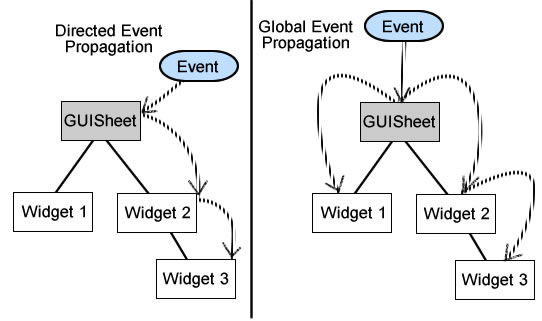 Directed Event
Propagation
Event
GUISheet
Widget 1
Widget 2
Widget 3
Global Event
Propagation
Event
GUISheet
Widget 1
Widget 2
Widget 3